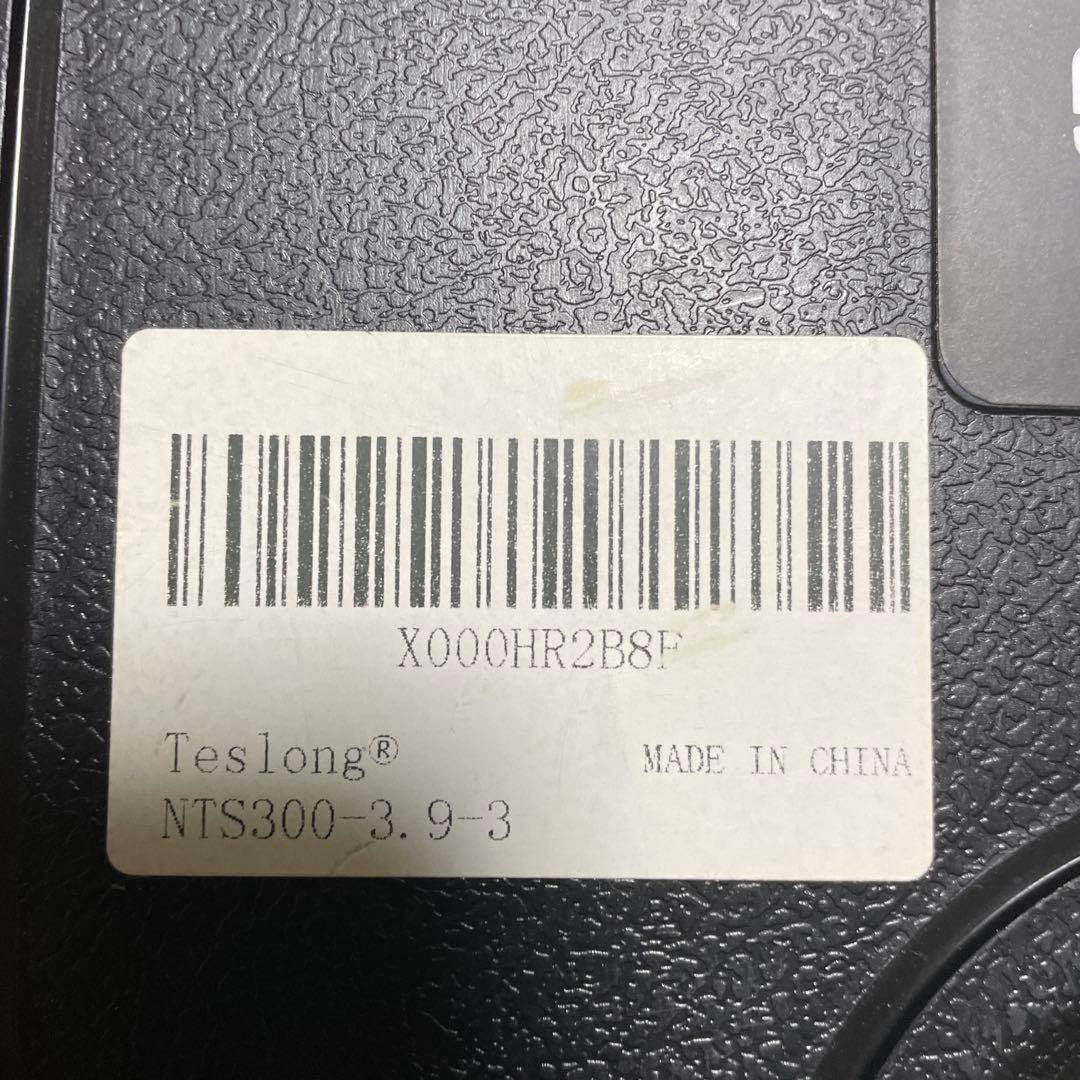 X000HR2B8F
Teslong®
MADE IN CHINA
NTS300-3.9-3